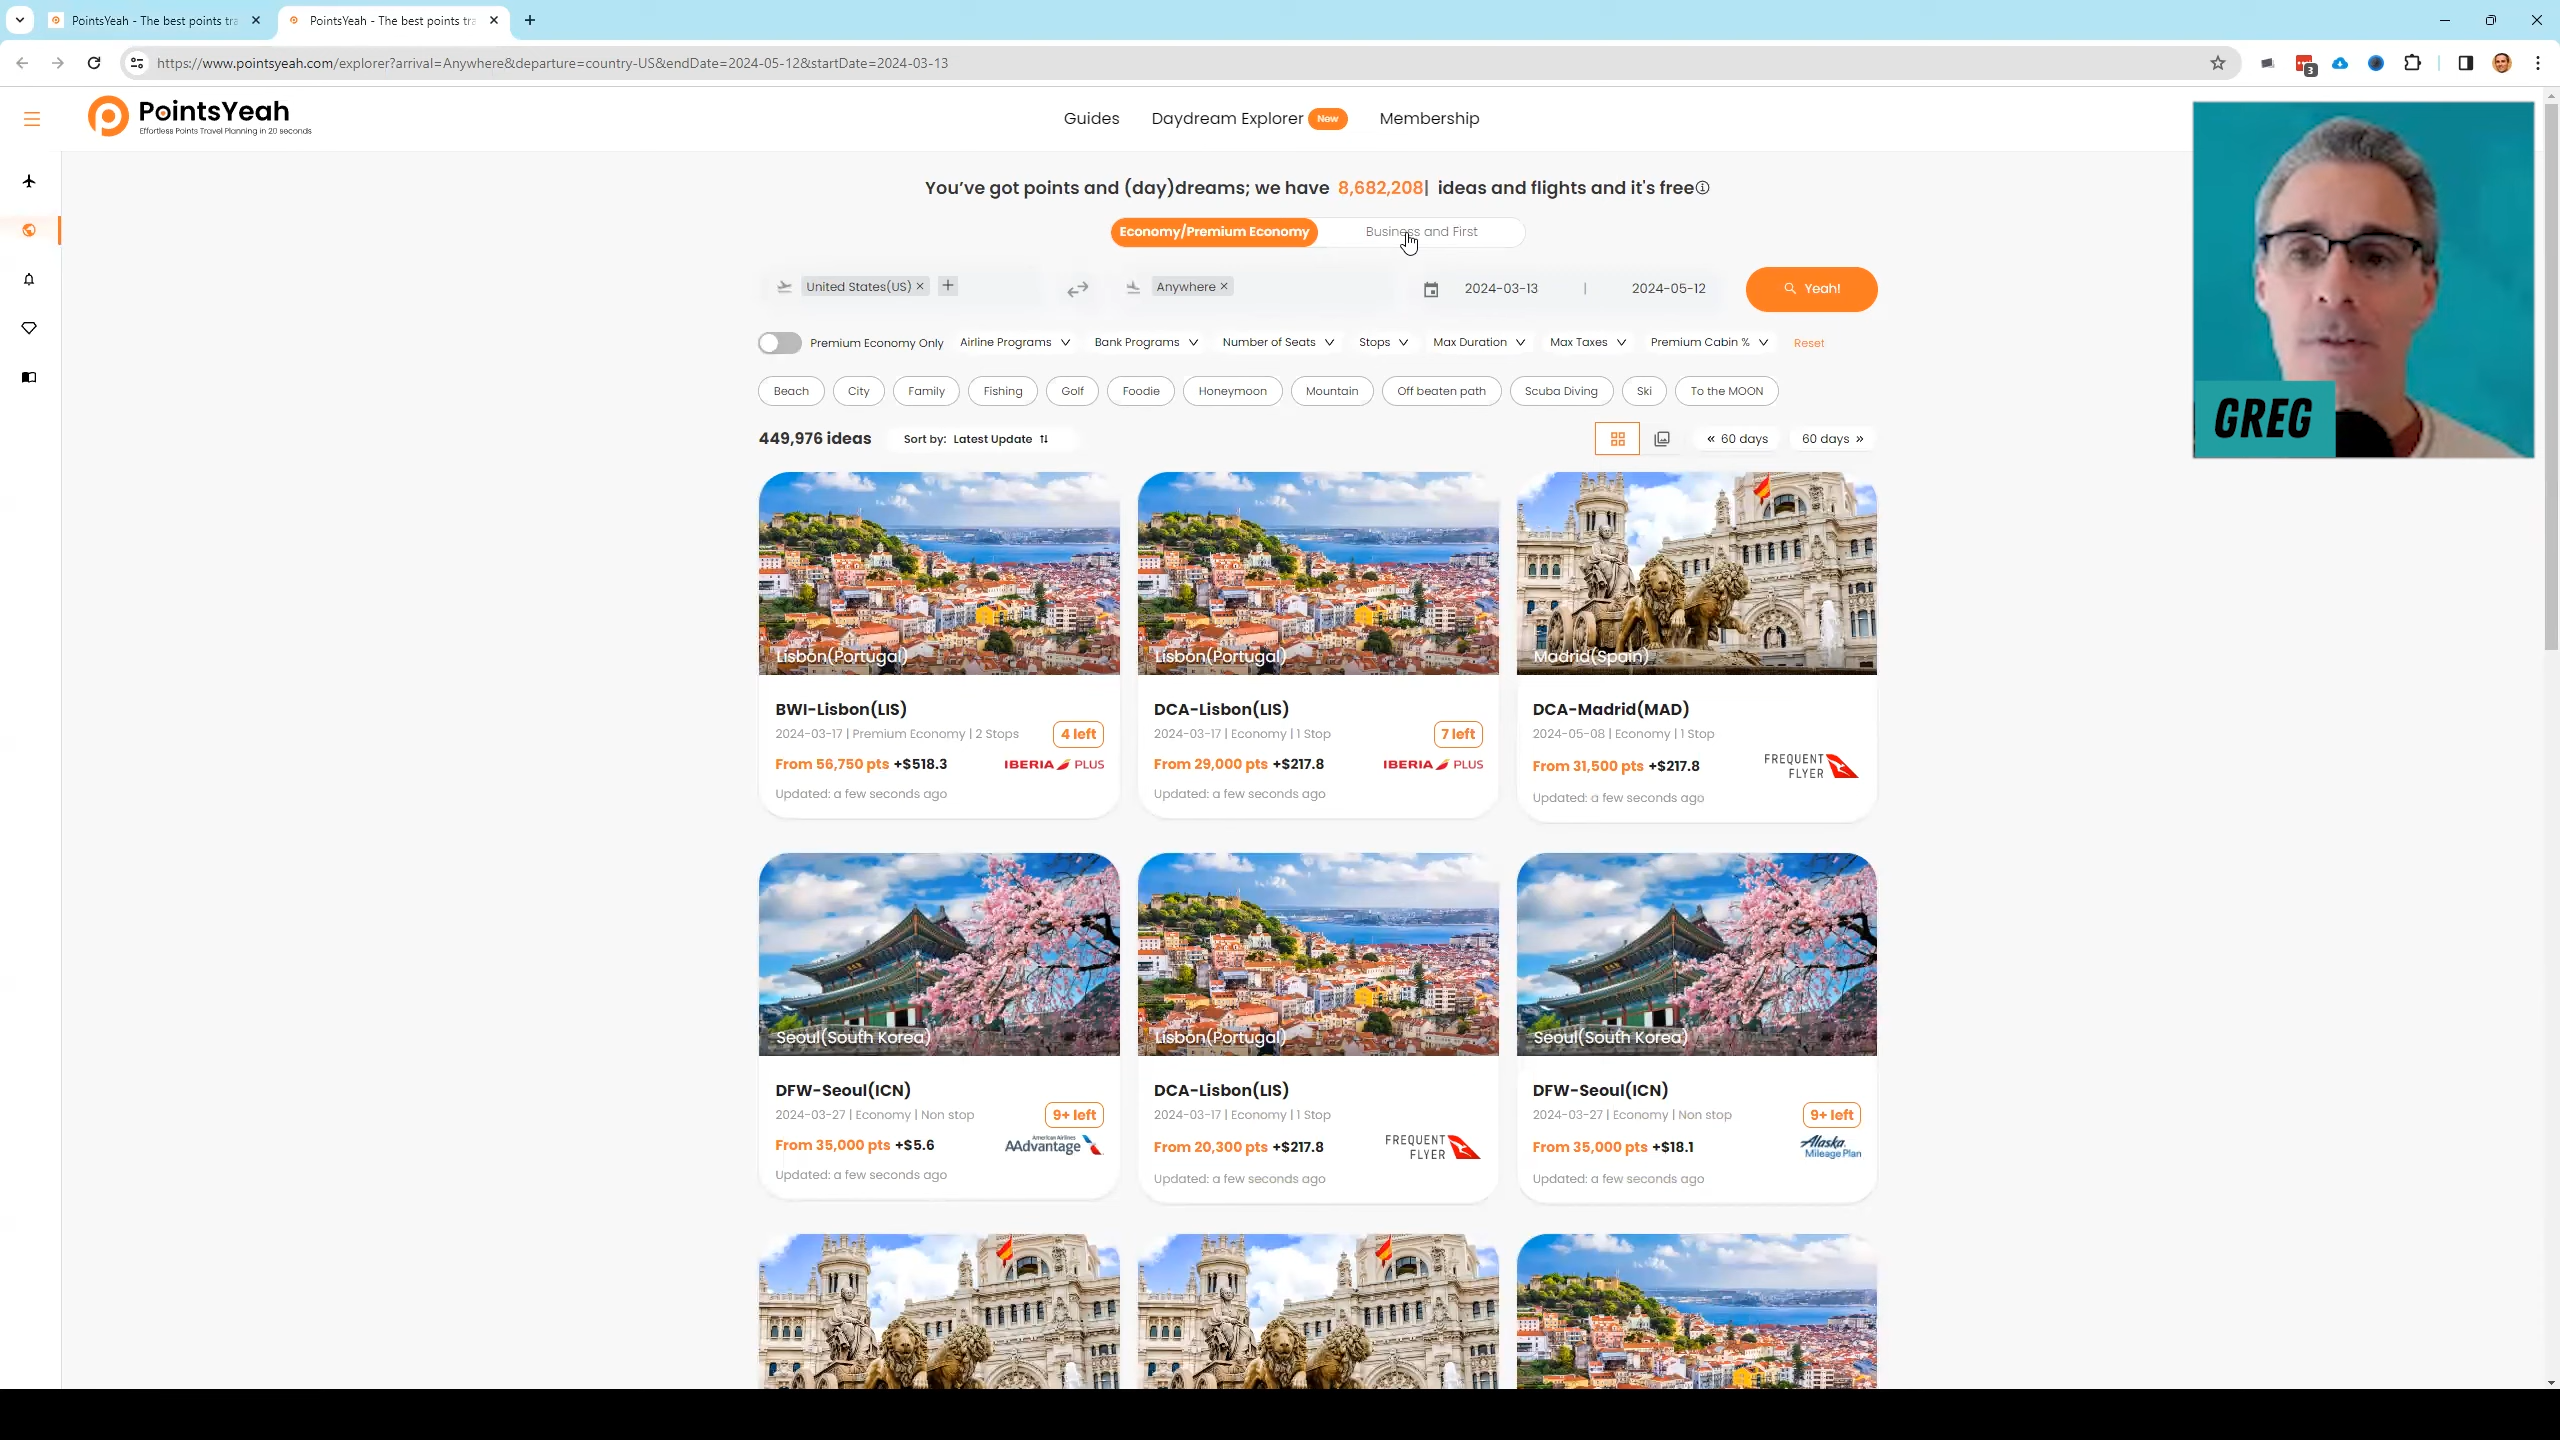 PointsYeah - The best points tra
PointsYeah - The best points tra
https://www.pointsyeah.com/explorer?arrival=Anywhere&departure=country-US&endDate=2024-05-12&startDate=2024-03-13
3
PointsYeah
Effortless Points Travel Planning in 20 seconds
Guides
Daydream Explorer New
Membership
You've got points and (day)dreams; we have 8,682,208| ideas and flights and it's free
Economy/Premium Economy
Business and First
United States(US)
Anywhere
2024-03-13 | 2024-05-12
Yeah!
Premium Economy Only
Airline Programs
Bank Programs
Number of Seats
Stops
Max Duration
Max Taxes
Premium Cabin %
Reset
Beach
City
Family
Fishing
Golf
Foodie
Honeymoon
Mountain
Off beaten path
Scuba Diving
Ski
To the MOON
449,976 ideas
Sort by: Latest Update
« 60 days
60 days »
GREG
Lisbon(Portugal)
BWI-Lisbon(LIS)
2024-03-17 | Premium Economy | 2 Stops
4 left
From 56,750 pts +$518.3
IBERIA PLUS
Updated: a few seconds ago
Lisbon(Portugal)
DCA-Lisbon(LIS)
2024-03-17 | Economy | 1 Stop
7 left
From 29,000 pts +$217.8
IBERIA PLUS
Updated: a few seconds ago
Madrid(Spain)
DCA-Madrid(MAD)
2024-05-08 | Economy | 1 Stop
From 31,500 pts +$217.8
FREQUENT
FLYER
Updated: a few seconds ago
Seoul(South Korea)
DFW-Seoul(ICN)
2024-03-27 | Economy | Non stop
9+ left
From 35,000 pts +$5.6
American Airlines
AAdvantage
Updated: a few seconds ago
Lisbon(Portugal)
DCA-Lisbon(LIS)
2024-03-17 | Economy | 1 Stop
From 20,300 pts +$217.8
FREQUENT
FLYER
Updated: a few seconds ago
Seoul(South Korea)
DFW-Seoul(ICN)
2024-03-27 | Economy | Non stop
9+ left
From 35,000 pts +$18.1
Alaska
Mileage Plan
Updated: a few seconds ago